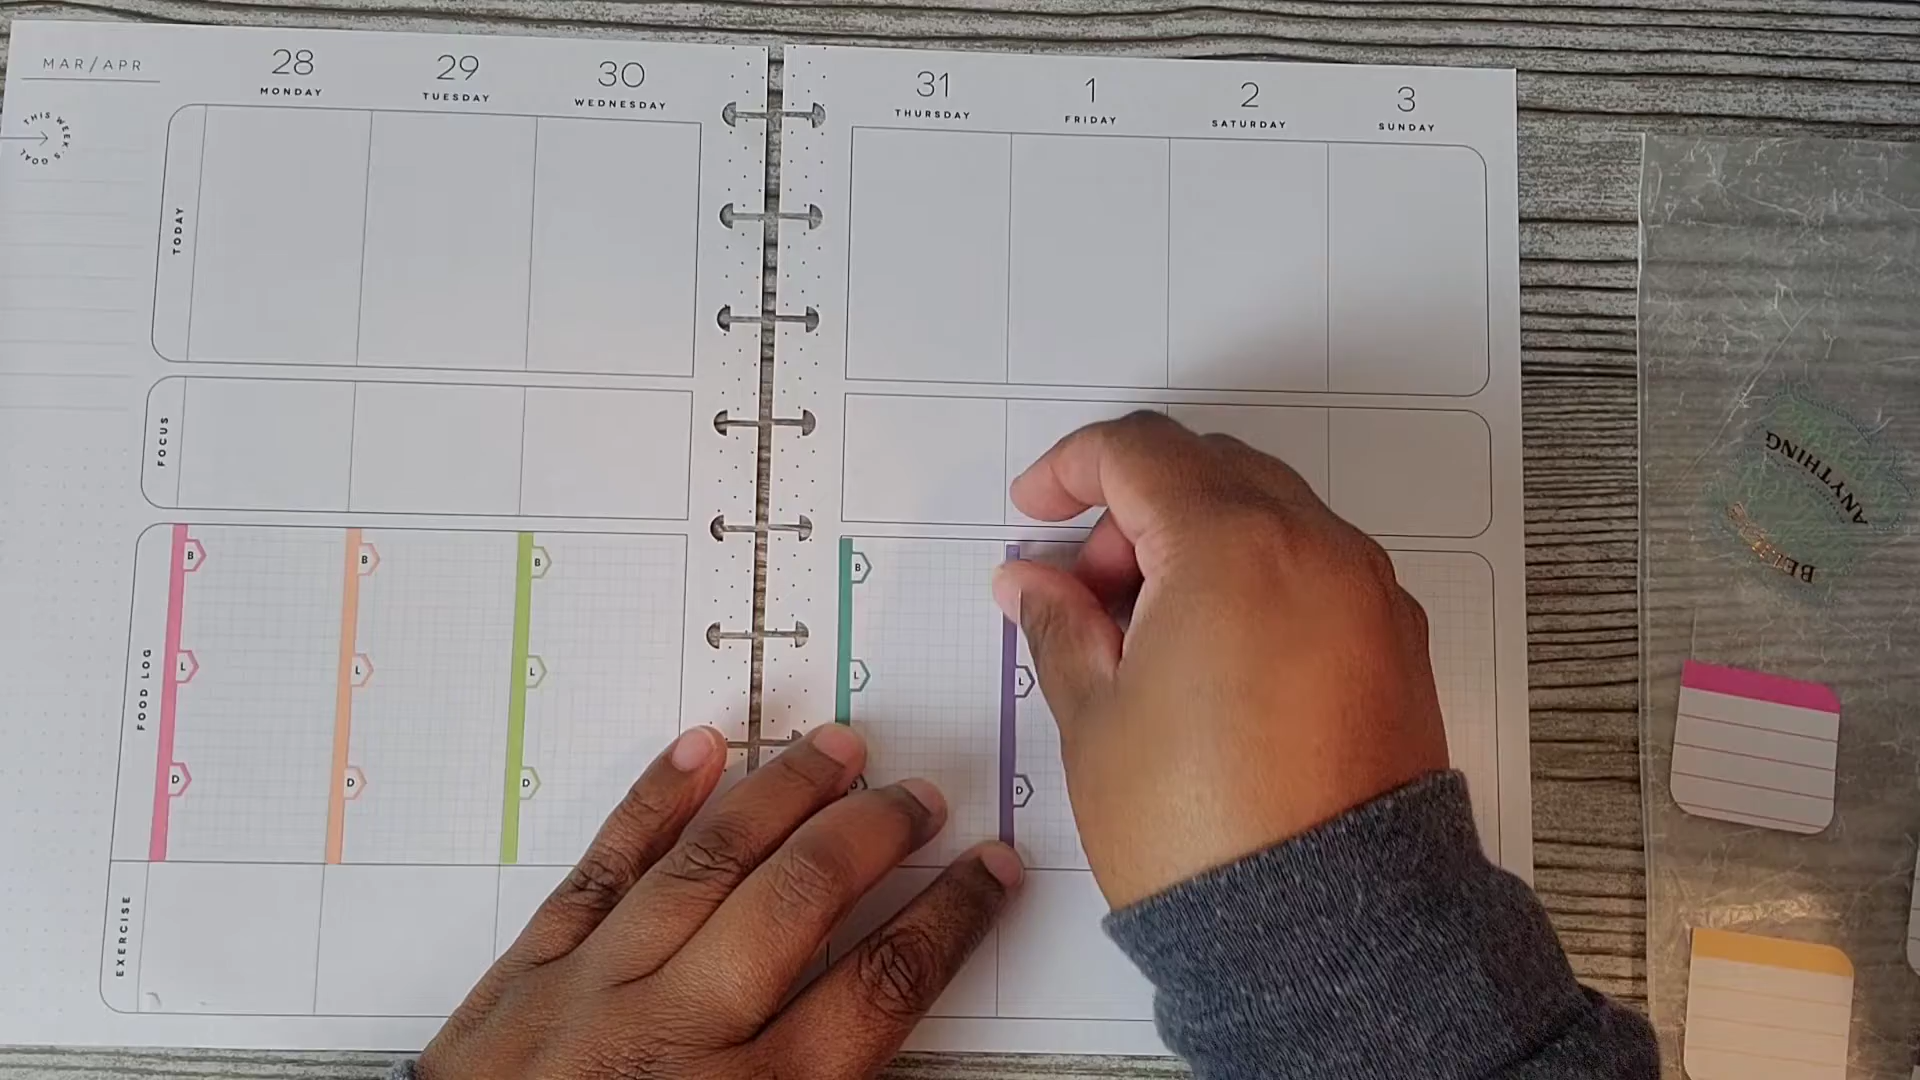 MAR/APR
28
MONDAY
29
TUESDAY
30
WEDNESDAY
31
THURSDAY
1
FRIDAY
2
SATURDAY
3
SUNDAY
THIS WEEK'S GOAL
TODAY
FOCUS
FOOD LOG
B
B
B
B
L
L
L
L
L
D
D
D
D
D
EXERCISE
ANYTHING